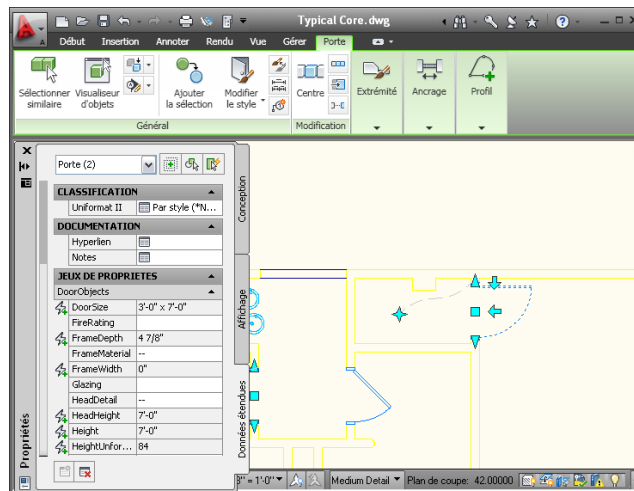 Typical Core.dwg
A
Début Insertion Annoter Rendu Vue Gérer Porte
Sélectionner similaire
Visualiseur d'objets
Ajouter la sélection
Modifier le style
Centre
Extrémité
Ancrage
Profil
Général
Modification
Porte (2)
Conception
CLASSIFICATION
Uniformat II Par style (*N...
DOCUMENTATION
Hyperlien
Notes
JEUX DE PROPRIETES
DoorObjects
Affichage
DoorSize 3'-0" x 7'-0"
FireRating
FrameDepth 4 7/8"
FrameMaterial --
FrameWidth 0"
Glazing
HeadDetail --
HeadHeight 7'-0"
Height 7'-0"
HeightUnfor... 84
Données étendues
Propriétés
8" = 1'-0" Medium Detail Plan de coupe: 42.00000